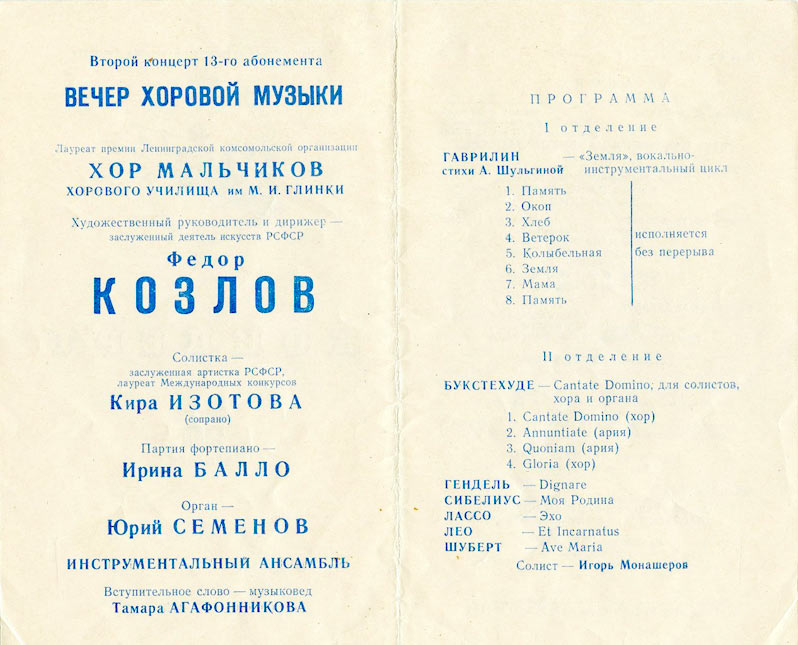 Второй концерт 13-го абонемента
ВЕЧЕР ХОРОВОЙ МУЗЫКИ
Лауреат премии Ленинградской комсомольской организации
ХОР МАЛЬЧИКОВ
ХОРОВОГО УЧИЛИЩА им М. И. ГЛИНКИ
Художественный руководитель и дирижер —
заслуженный деятель искусств РСФСР
Федор
КОЗЛОВ
Солистка —
заслуженная артистка РСФСР,
лауреат Международных конкурсов
Кира ИЗОТОВА
(сопрано)
Партия фортепиано —
Ирина БАЛЛО
Орган —
Юрий СЕМЕНОВ
ИНСТРУМЕНТАЛЬНЫЙ АНСАМБЛЬ
Вступительное слово — музыковед
Тамара АГАФОННИКОВА
ПРОГРАММА
I отделение
ГАВРИЛИН — «Земля», вокально-
стихи А. Шульгиной инструментальный цикл
1. Память
2. Окоп
3. Хлеб
4. Ветерок
5. Колыбельная
6. Земля
7. Мама
8. Память
исполняется
без перерыва
II отделение
БУКСТЕХУДЕ — Cantate Domino, для солистов,
хора и органа
1. Cantate Domino (хор)
2. Annuntiate (ария)
3. Quoniam (ария)
4. Gloria (хор)
ГЕНДЕЛЬ — Dignare
СИБЕЛИУС — Моя Родина
ЛАССО — Эхо
ЛЕО — Et Incarnatus
ШУБЕРТ — Ave Maria
Солист — Игорь Монашеров